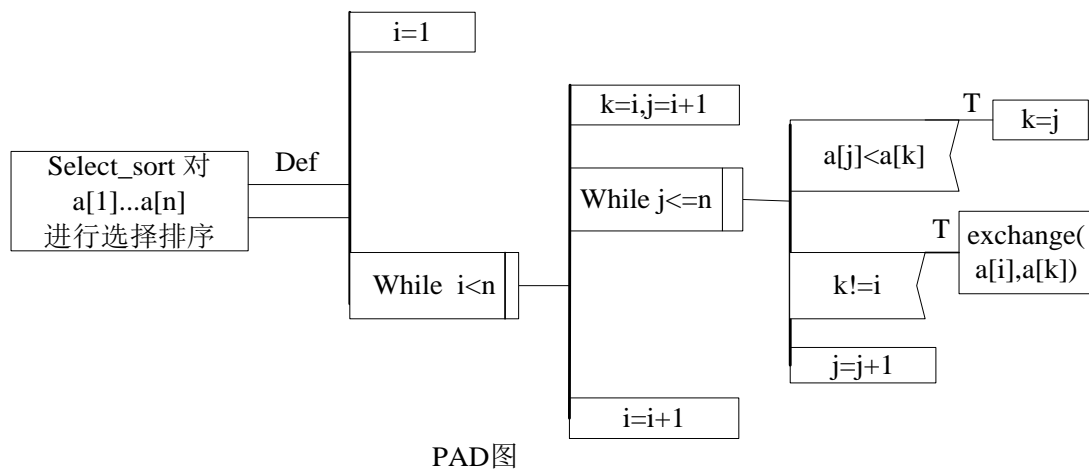 Select_sort 对
a[1]...a[n]
进行选择排序
Def
i=1
While i<n
k=i,j=i+1
While j<=n
i=i+1
a[j]<a[k]
T
k=j
k!=i
T
exchange(
a[i],a[k])
j=j+1
PAD图